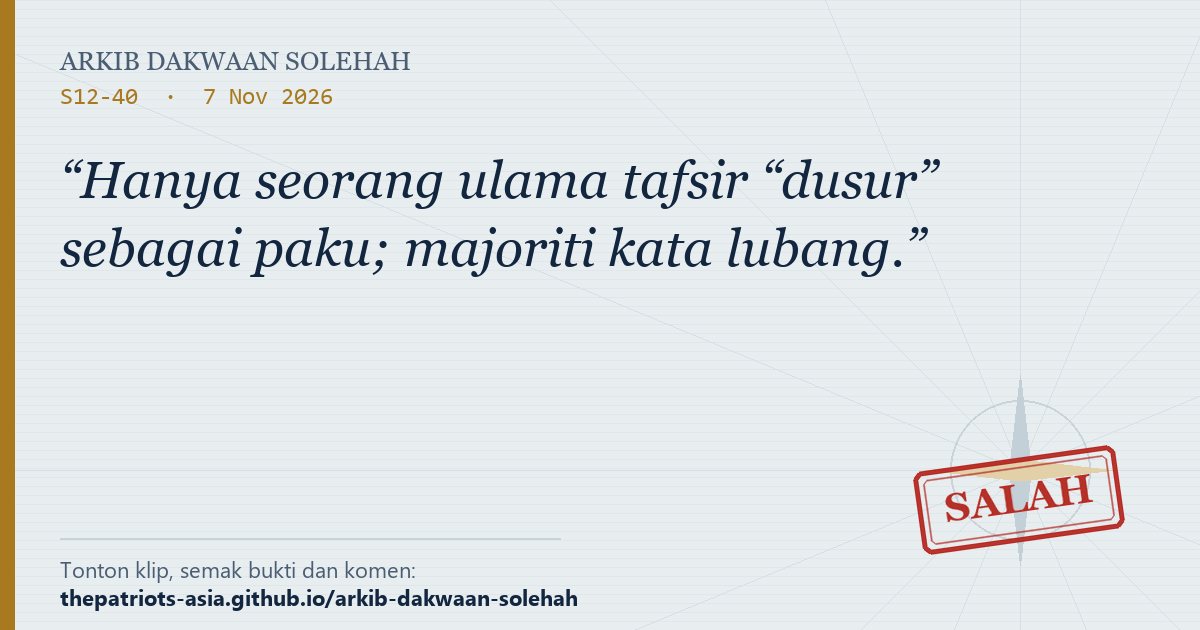 ARKIB DAKWAAN SOLEHAH
S12-40 · 7 Nov 2026
“Hanya seorang ulama tafsir “dusur”
sebagai paku; majoriti kata lubang.”
SALAH
Tonton klip, semak bukti dan komen:
thepatriots-asia.github.io/arkib-dakwaan-solehah